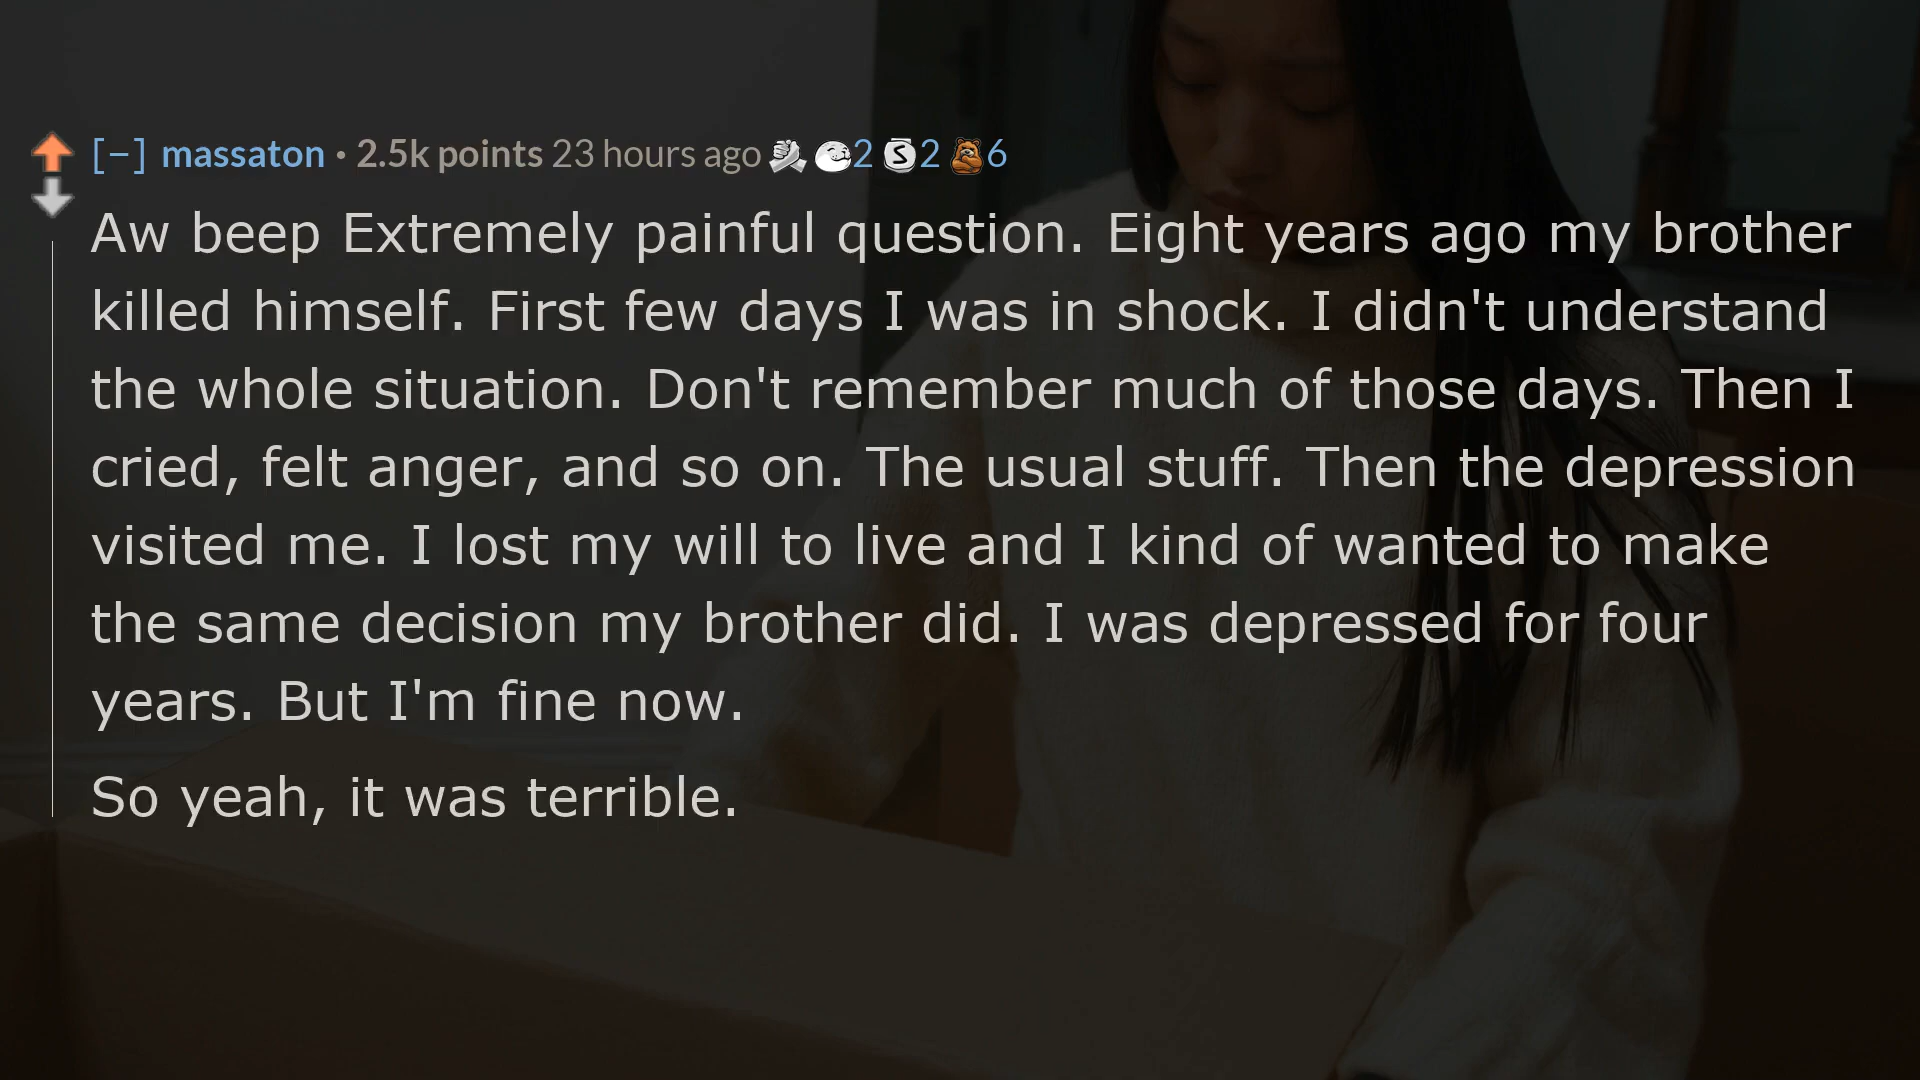 [–] massaton · 2.5k points 23 hours ago 2 S 2 6
Aw beep Extremely painful question. Eight years ago my brother
killed himself. First few days I was in shock. I didn't understand
the whole situation. Don't remember much of those days. Then I
cried, felt anger, and so on. The usual stuff. Then the depression
visited me. I lost my will to live and I kind of wanted to make
the same decision my brother did. I was depressed for four
years. But I'm fine now.
So yeah, it was terrible.